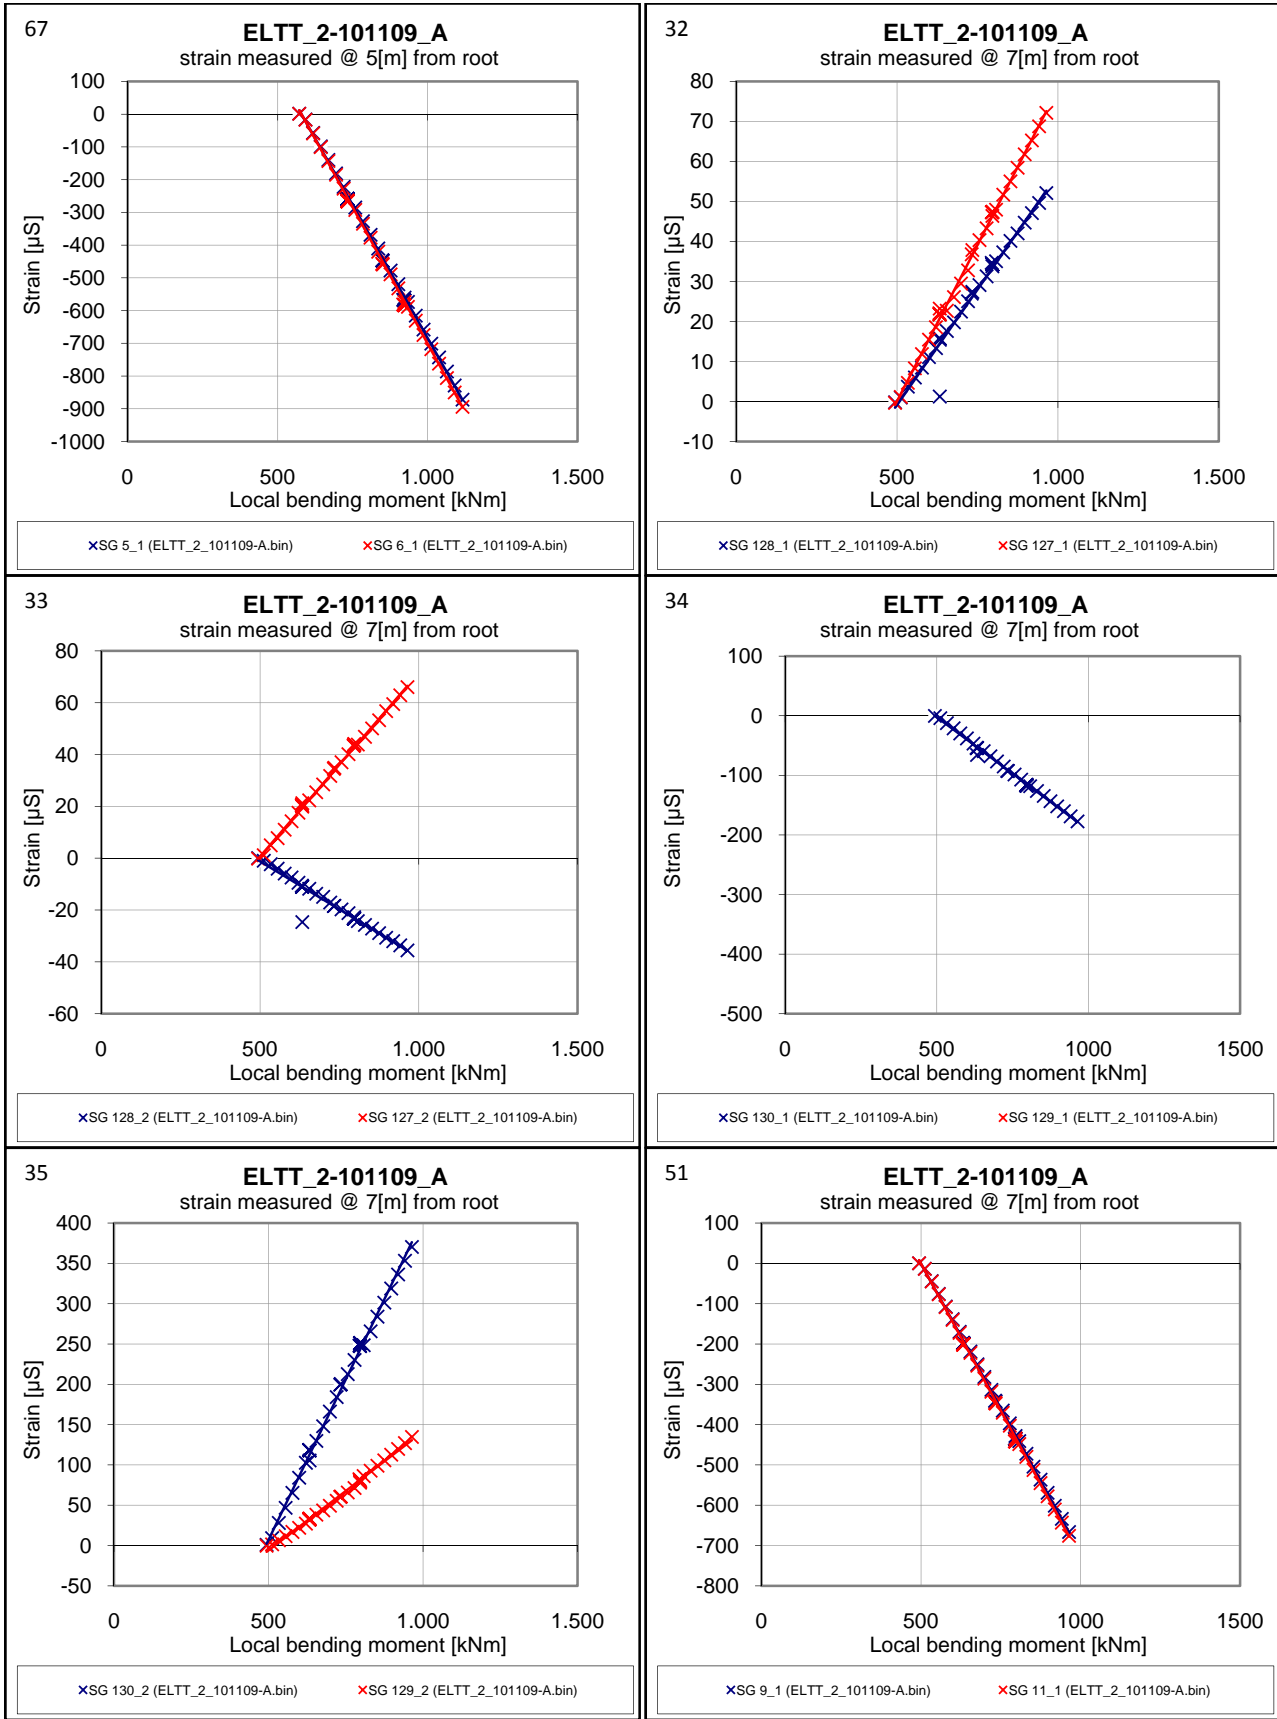 67
ELTT_2-101109_A
strain measured @ 5[m] from root
100
0
-100
-200
-300
-400
-500
-600
-700
-800
-900
-1000
Strain [µS]
0 500 1.000 1.500
Local bending moment [kNm]
SG 5_1 (ELTT_2_101109-A.bin) SG 6_1 (ELTT_2_101109-A.bin)
32
ELTT_2-101109_A
strain measured @ 7[m] from root
80
70
60
50
40
30
20
10
0
-10
Strain [µS]
0 500 1.000 1.500
Local bending moment [kNm]
SG 128_1 (ELTT_2_101109-A.bin) SG 127_1 (ELTT_2_101109-A.bin)
33
ELTT_2-101109_A
strain measured @ 7[m] from root
80
60
40
20
0
-20
-40
-60
Strain [µS]
0 500 1.000 1.500
Local bending moment [kNm]
SG 128_2 (ELTT_2_101109-A.bin) SG 127_2 (ELTT_2_101109-A.bin)
34
ELTT_2-101109_A
strain measured @ 7[m] from root
100
0
-100
-200
-300
-400
-500
Strain [µS]
0 500 1000 1500
Local bending moment [kNm]
SG 130_1 (ELTT_2_101109-A.bin) SG 129_1 (ELTT_2_101109-A.bin)
35
ELTT_2-101109_A
strain measured @ 7[m] from root
400
350
300
250
200
150
100
50
0
-50
Strain [µS]
0 500 1.000 1.500
Local bending moment [kNm]
SG 130_2 (ELTT_2_101109-A.bin) SG 129_2 (ELTT_2_101109-A.bin)
51
ELTT_2-101109_A
strain measured @ 7[m] from root
100
0
-100
-200
-300
-400
-500
-600
-700
-800
Strain [µS]
0 500 1000 1500
Local bending moment [kNm]
SG 9_1 (ELTT_2_101109-A.bin) SG 11_1 (ELTT_2_101109-A.bin)